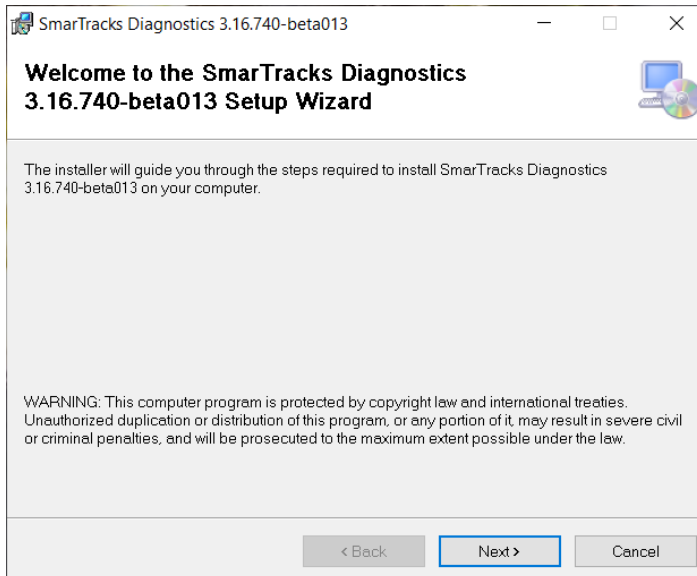 SmarTracks Diagnostics 3.16.740-beta013
Welcome to the SmarTracks Diagnostics
3.16.740-beta013 Setup Wizard
The installer will guide you through the steps required to install SmarTracks Diagnostics
3.16.740-beta013 on your computer.
WARNING: This computer program is protected by copyright law and international treaties.
Unauthorized duplication or distribution of this program, or any portion of it, may result in severe civil
or criminal penalties, and will be prosecuted to the maximum extent possible under the law.
< Back Next > Cancel